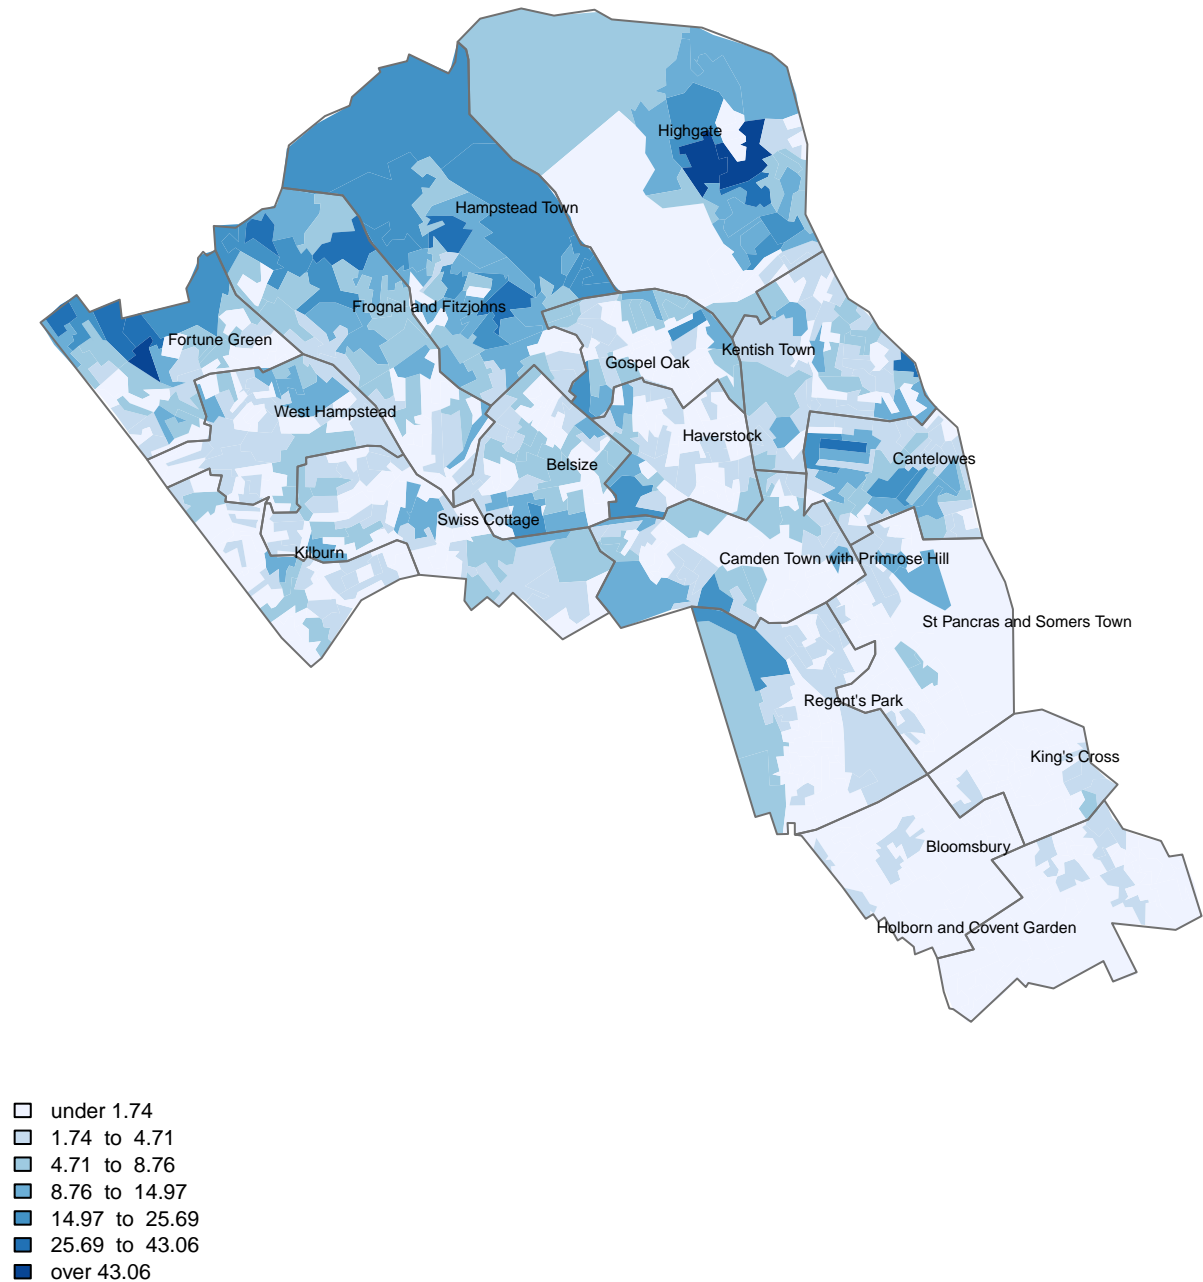 Highgate
Hampstead Town
Frognal and Fitzjohns
Fortune Green
Gospel Oak
Kentish Town
West Hampstead
Haverstock
Belsize
Cantelowes
Swiss Cottage
Kilburn
Camden Town with Primrose Hill
St Pancras and Somers Town
Regent's Park
King's Cross
Bloomsbury
Holborn and Covent Garden
under 1.74
1.74 to 4.71
4.71 to 8.76
8.76 to 14.97
14.97 to 25.69
25.69 to 43.06
over 43.06